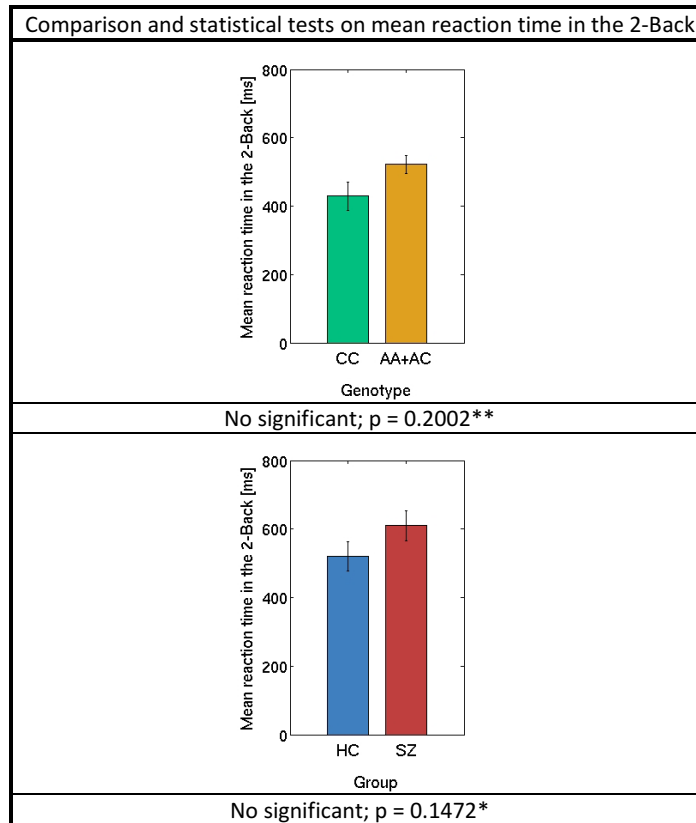 Comparison and statistical tests on mean reaction time in the 2-Back
Mean reaction time in the 2-Back [ms]
800
600
400
200
0
CC AA+AC
Genotype
No significant; p = 0.2002**
Mean reaction time in the 2-Back [ms]
800
600
400
200
0
HC SZ
Group
No significant; p = 0.1472*